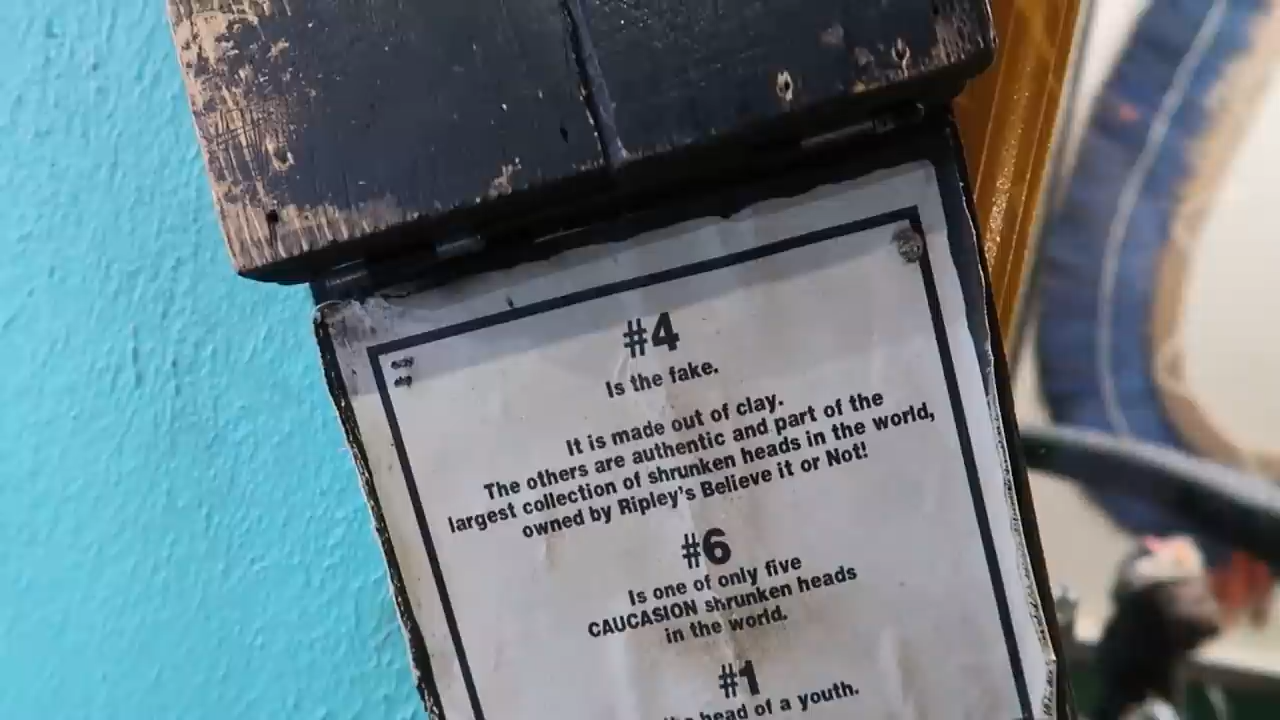 #4
Is the fake.
It is made out of clay.
The others are authentic and part of the
largest collection of shrunken heads in the world,
owned by Ripley's Believe it or Not!
#6
Is one of only five
CAUCASION shrunken heads
in the world.
#1
head of a youth.